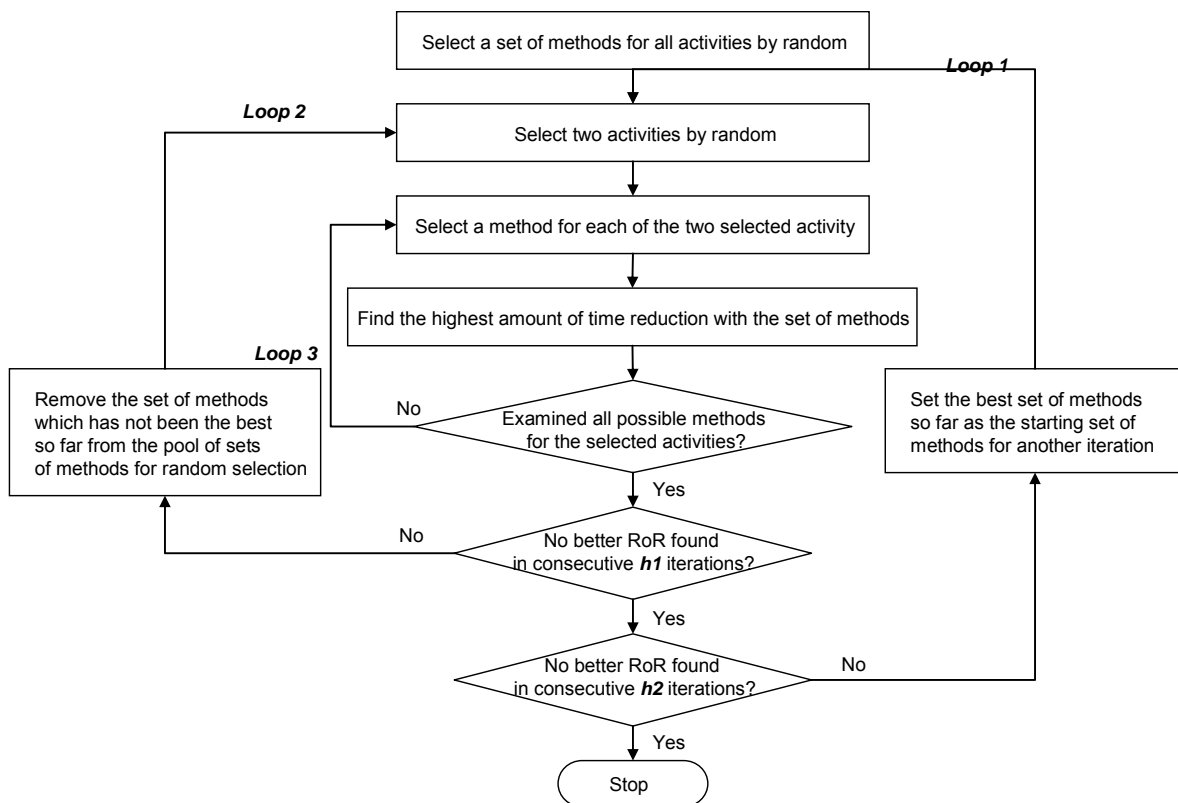 Select a set of methods for all activities by random
Loop 1
Loop 2
Select two activities by random
Select a method for each of the two selected activity
Find the highest amount of time reduction with the set of methods
Loop 3
Remove the set of methods
which has not been the best
so far from the pool of sets
of methods for random selection
No
Examined all possible methods
for the selected activities?
Set the best set of methods
so far as the starting set of
methods for another iteration
Yes
No
No better RoR found
in consecutive h1 iterations?
Yes
No better RoR found
in consecutive h2 iterations?
No
Yes
Stop